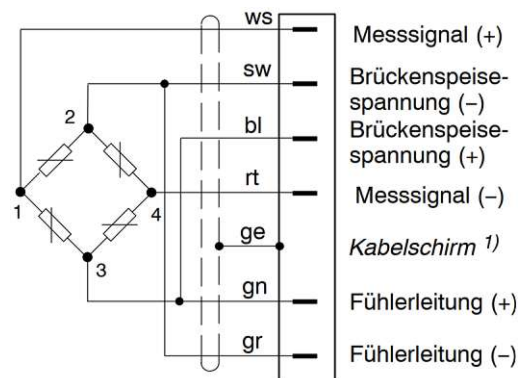 ws
Messsignal (+)
sw
Brückenspeise-
spannung (−)
2
bl
Brückenspeise-
spannung (+)
1
4
rt
Messsignal (−)
ge
Kabelschirm 1)
3
gn
Fühlerleitung (+)
gr
Fühlerleitung (−)